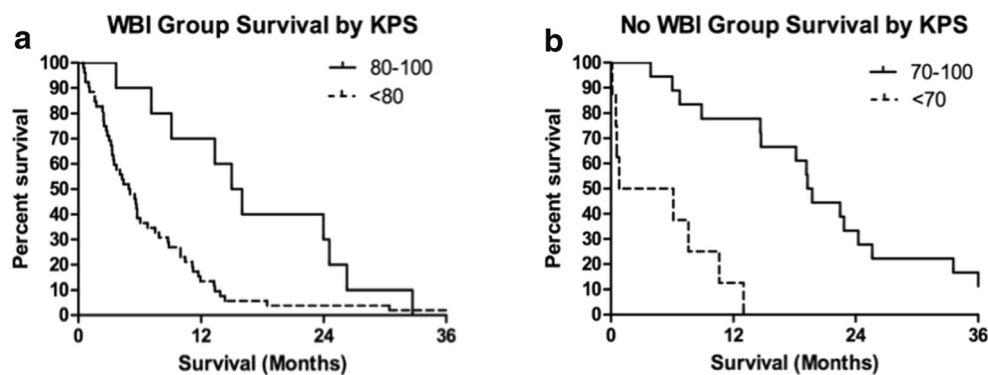 a
WBI Group Survival by KPS
80-100
<80
Percent survival
100
90
80
70
60
50
40
30
20
10
0
0 12 24 36
Survival (Months)
b
No WBI Group Survival by KPS
70-100
<70
Percent survival
100
90
80
70
60
50
40
30
20
10
0
0 12 24 36
Survival (Months)